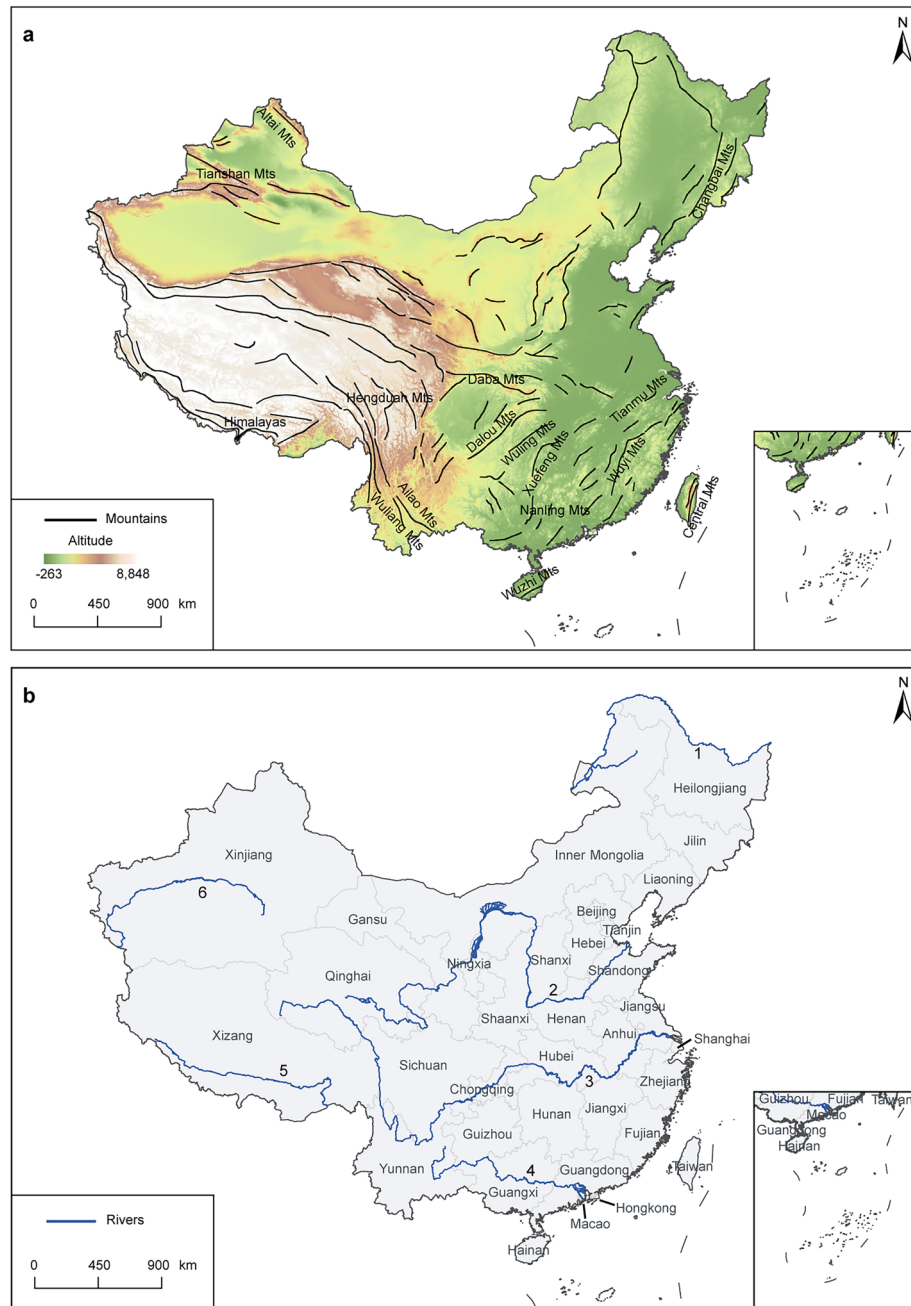 a
N
Altai Mts
Tianshan Mts
Changbai Mts
Daba Mts
Hengduan Mts
Himalayas
Dalou Mts
Wuling Mts
Xuefeng Mts
Tianmu Mts
Wuyi Mts
Ailao Mts
Wuliang Mts
Nanling Mts
Central Mts
Wuzhi Mts
Mountains
Altitude
-263 8,848
0 450 900 km
b
N
1
Heilongjiang
Jilin
Xinjiang
Inner Mongolia
Liaoning
6
Gansu
Beijing
Tianjin
Hebei
Ningxia
Shanxi
Shandong
Qinghai
2
Jiangsu
Shaanxi
Henan
Xizang
Anhui
Shanghai
Sichuan
Hubei
5
3
Zhejian
Chongqing
Hunan
Jiangxi
Guizhou
Fujian
Yunnan
4
Guangdong
Taiwan
Guangxi
Hongkong
Macao
Hainan
Guizhou
Fujian
Taiwan
Macao
Guangdong
Hainan
Rivers
0 450 900 km